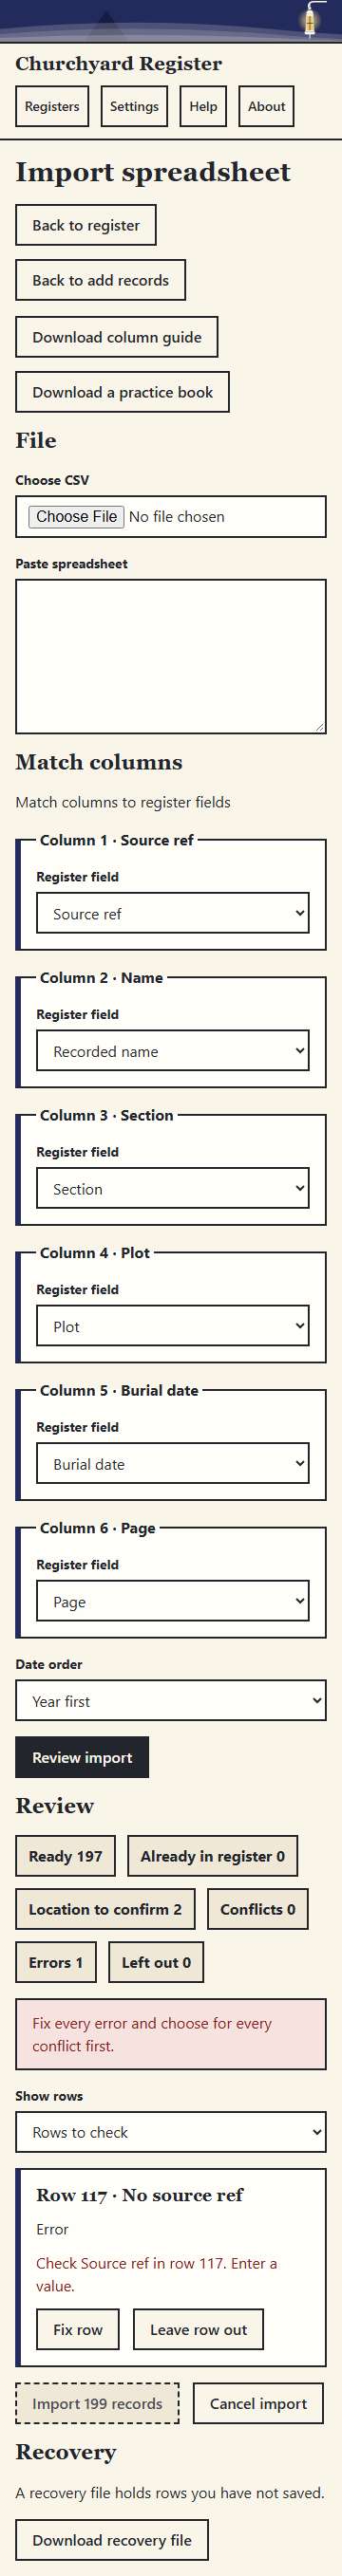 Churchyard Register
Registers
Settings
Help
About
Import spreadsheet
Back to register
Back to add records
Download column guide
Download a practice book
File
Choose CSV
Choose File No file chosen
Paste spreadsheet
Match columns
Match columns to register fields
Column 1 · Source ref
Register field
Source ref
Column 2 · Name
Register field
Recorded name
Column 3 · Section
Register field
Section
Column 4 · Plot
Register field
Plot
Column 5 · Burial date
Register field
Burial date
Column 6 · Page
Register field
Page
Date order
Year first
Review import
Review
Ready 197
Already in register 0
Location to confirm 2
Conflicts 0
Errors 1
Left out 0
Fix every error and choose for every
conflict first.
Show rows
Rows to check
Row 117 · No source ref
Error
Check Source ref in row 117. Enter a
value.
Fix row
Leave row out
Import 199 records
Cancel import
Recovery
A recovery file holds rows you have not saved.
Download recovery file